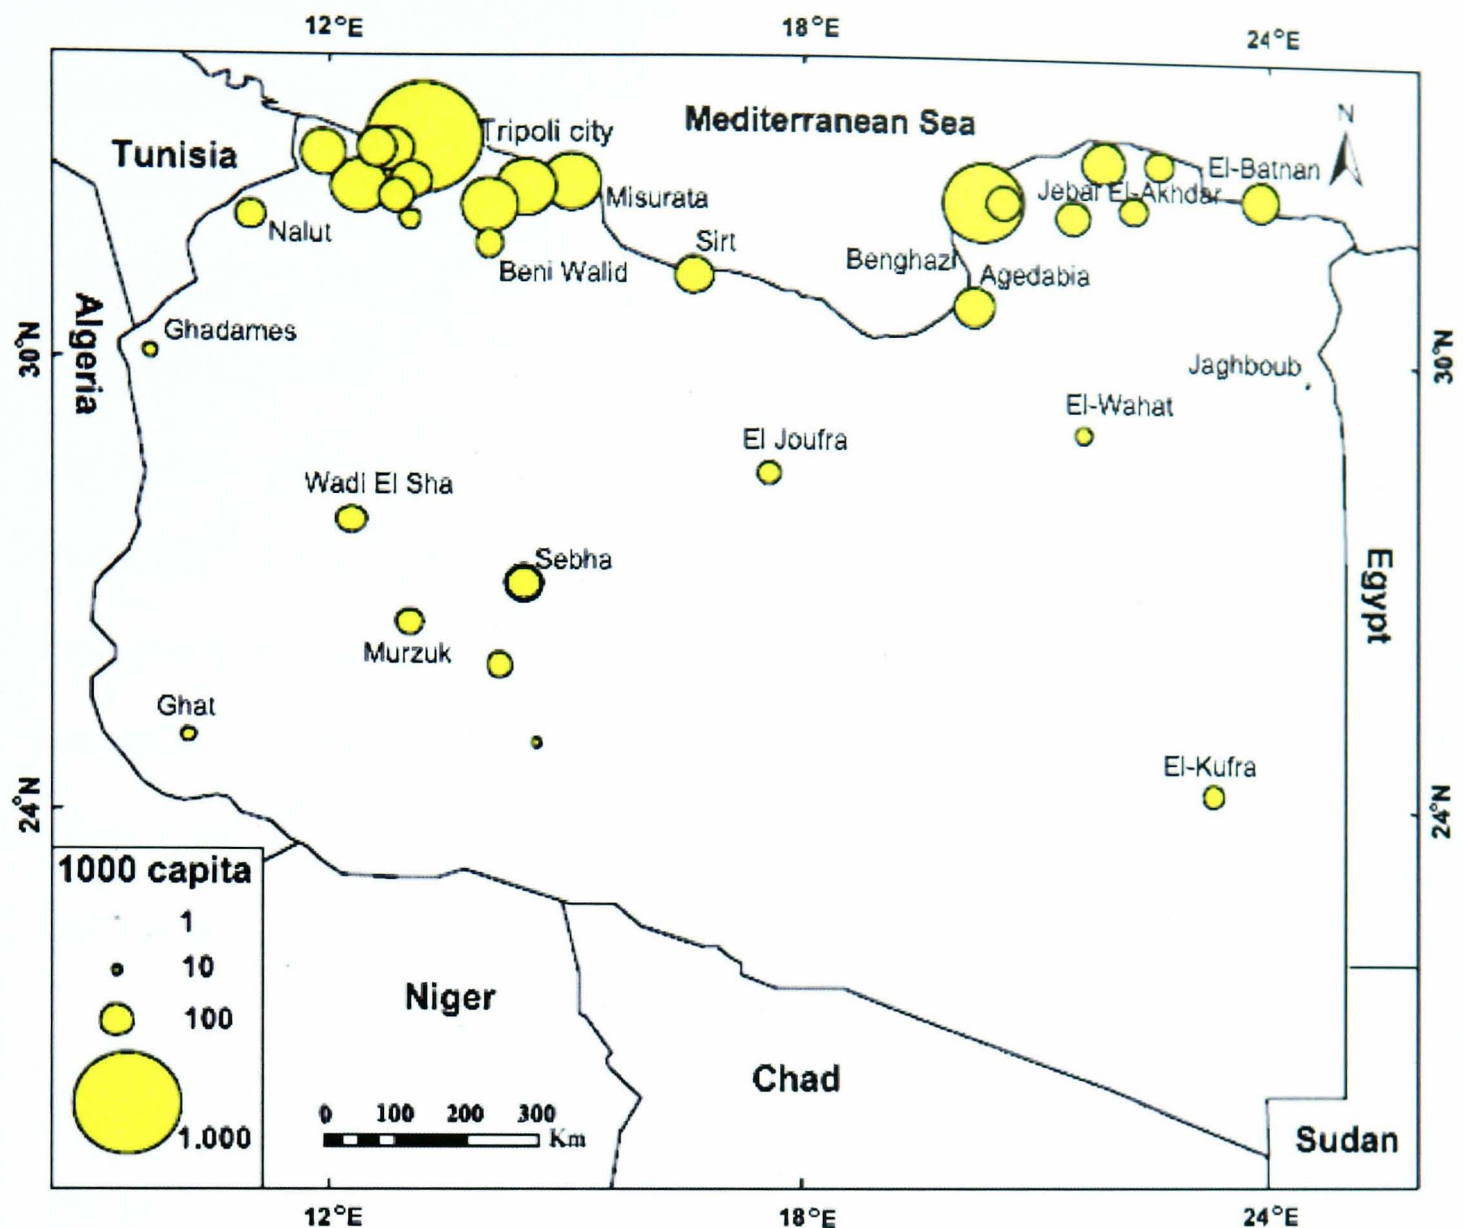 12°E 18°E 24°E
N
Mediterranean Sea
Tripoli city
Tunisia
El-Batnan
Jebal El-Akhdar
Misurata
Nalut
Sirt
Beni Walid
Benghazi
Agedabia
Algeria
Ghadames
30°N
30°N
Jaghboub
El-Wahat
El Joufra
Wadi El Sha
Sebha
Egypt
Murzuk
Ghat
El-Kufra
24°N
24°N
1000 capita
1
10
100
1.000
Niger
Chad
0 100 200 300
Km
Sudan
12°E 18°E 24°E